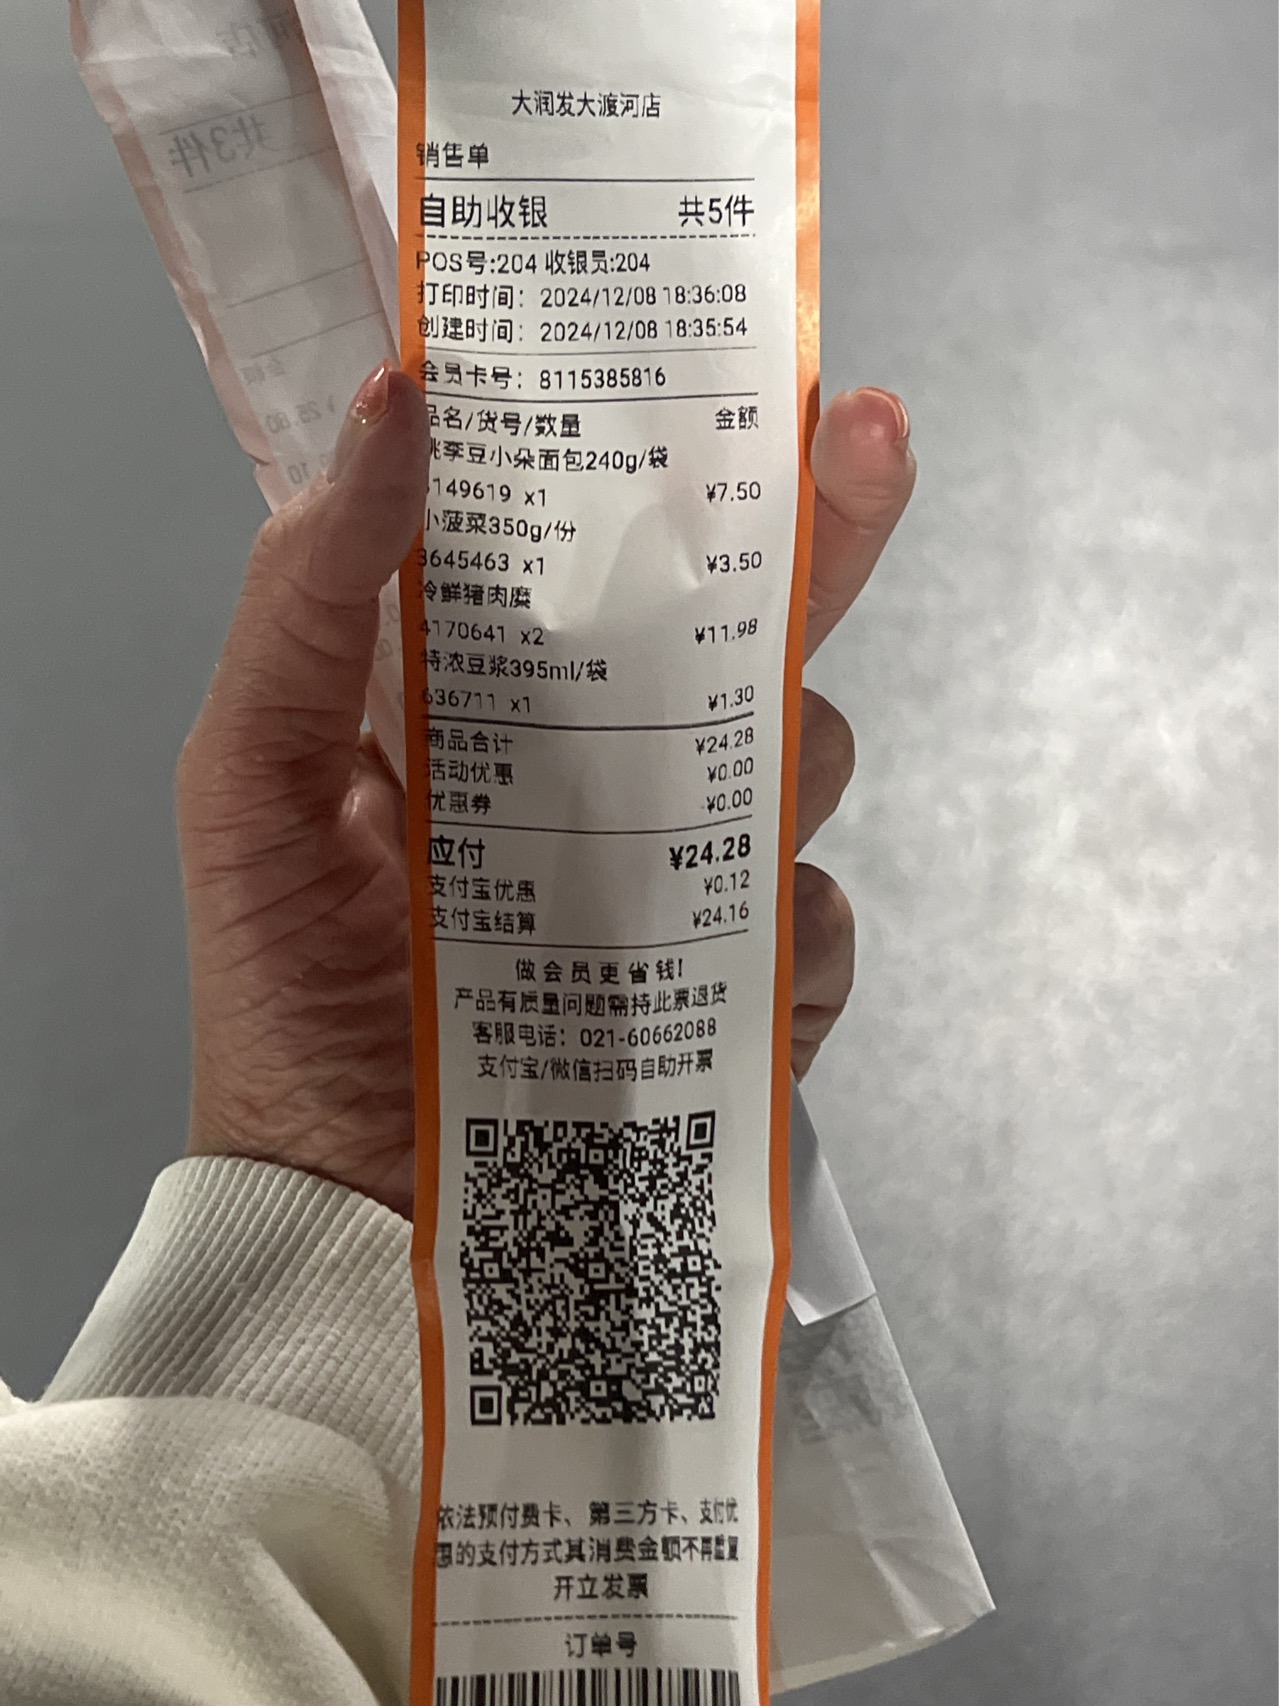 大润发大渡河店
销售单
自助收银 共5件
POS号:204 收银员:204
打印时间: 2024/12/08 18:36:08
创建时间: 2024/12/08 18:35:54
会员卡号: 8115385816
品名/货号/数量 金额
桃李豆小朵面包240g/袋
149619 x1 ¥7.50
小菠菜350g/份
3645463 x1 ¥3.50
冷鲜猪肉糜
4170641 x2 ¥11.98
特浓豆浆395ml/袋
636711 x1 ¥1.30
商品合计 ¥24.28
活动优惠 ¥0.00
优惠券 -¥0.00
应付 ¥24.28
支付宝优惠 ¥0.12
支付宝结算 ¥24.16
做会员更省钱!
产品有质量问题需持此票退货
客服电话: 021-60662088
支付宝/微信扫码自助开票
依法预付费卡、第三方卡、支付优
惠的支付方式其消费金额不再重复
开立发票
订单号
共3件